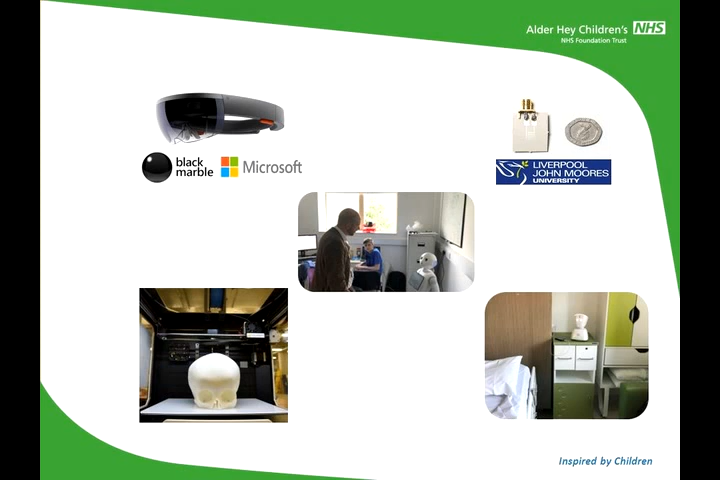 Alder Hey Children's NHS
NHS Foundation Trust
black
marble
Microsoft
LIVERPOOL
JOHN MOORES
UNIVERSITY
Inspired by Children